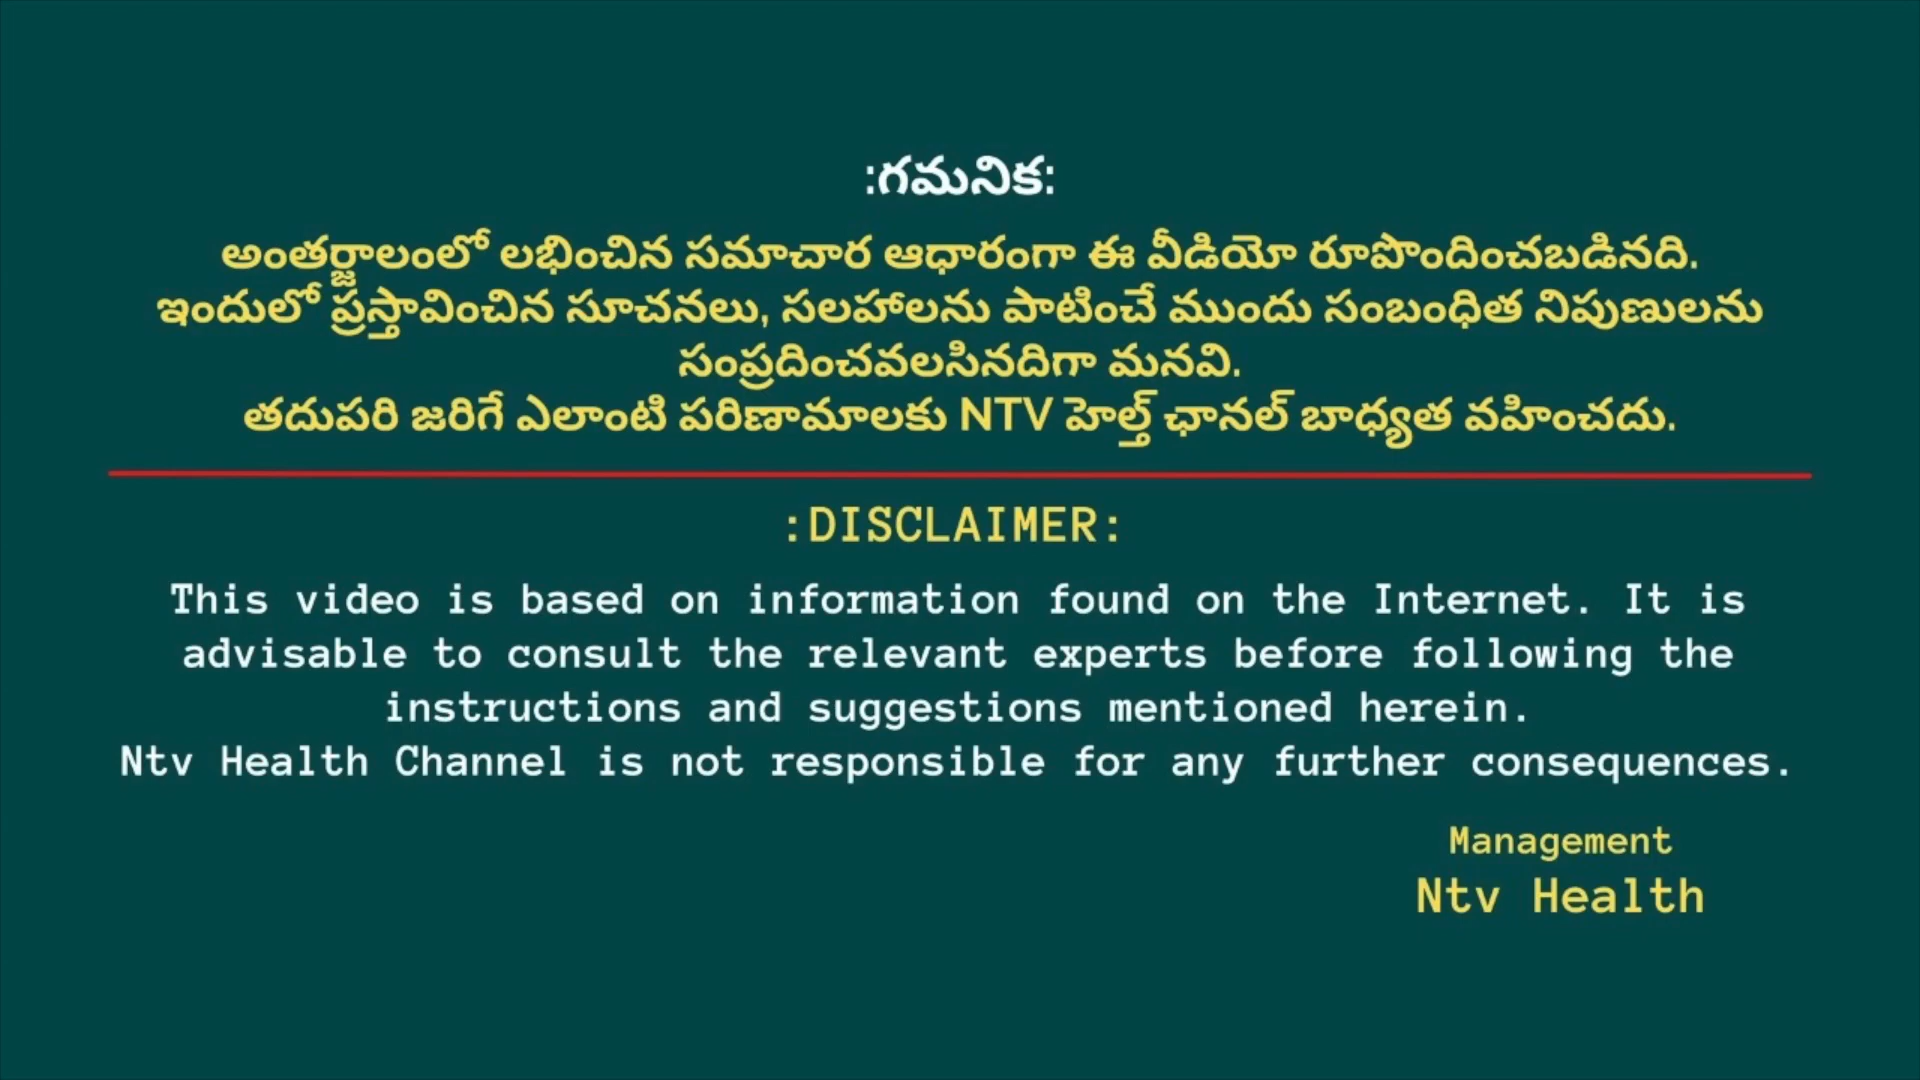 :గమనిక:
అంతర్జాలంలో లభించిన సమాచార ఆధారంగా ఈ వీడియో రూపొందించబడినది.
ఇందులో ప్రస్తావించిన సూచనలు, సలహాలను పాటించే ముందు సంబంధిత నిపుణులను
సంప్రదించవలసినదిగా మనవి.
తదుపరి జరిగే ఎలాంటి పరిణామాలకు NTV హెల్త్ ఛానల్ బాధ్యత వహించదు.
:DISCLAIMER:
This video is based on information found on the Internet. It is
advisable to consult the relevant experts before following the
instructions and suggestions mentioned herein.
Ntv Health Channel is not responsible for any further consequences.
Management
Ntv Health